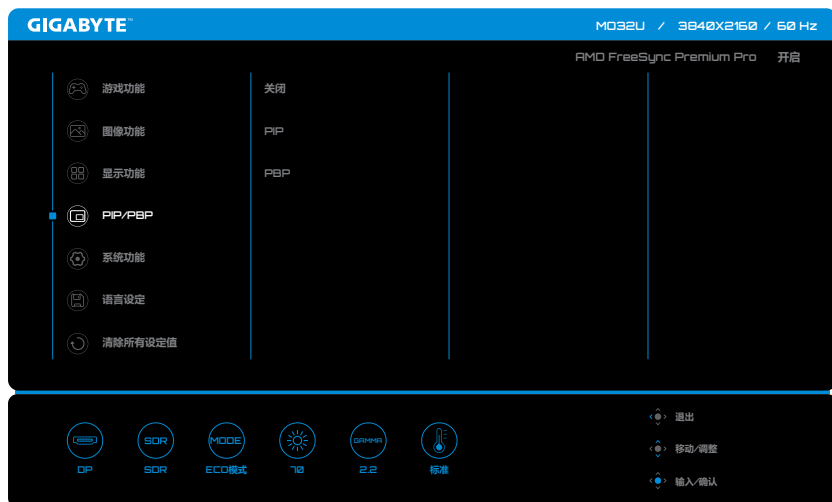 GIGABYTE™ MO32U / 3840X2160 / 60 Hz
AMD FreeSync Premium Pro 开启
游戏功能 关闭
图像功能 PIP
显示功能 PBP
PIP/PBP
系统功能
语言设定
清除所有设定值
退出
SDR MODE GAMMA
移动/调整
DP SDR ECO模式 70 2.2 标准
输入/确认